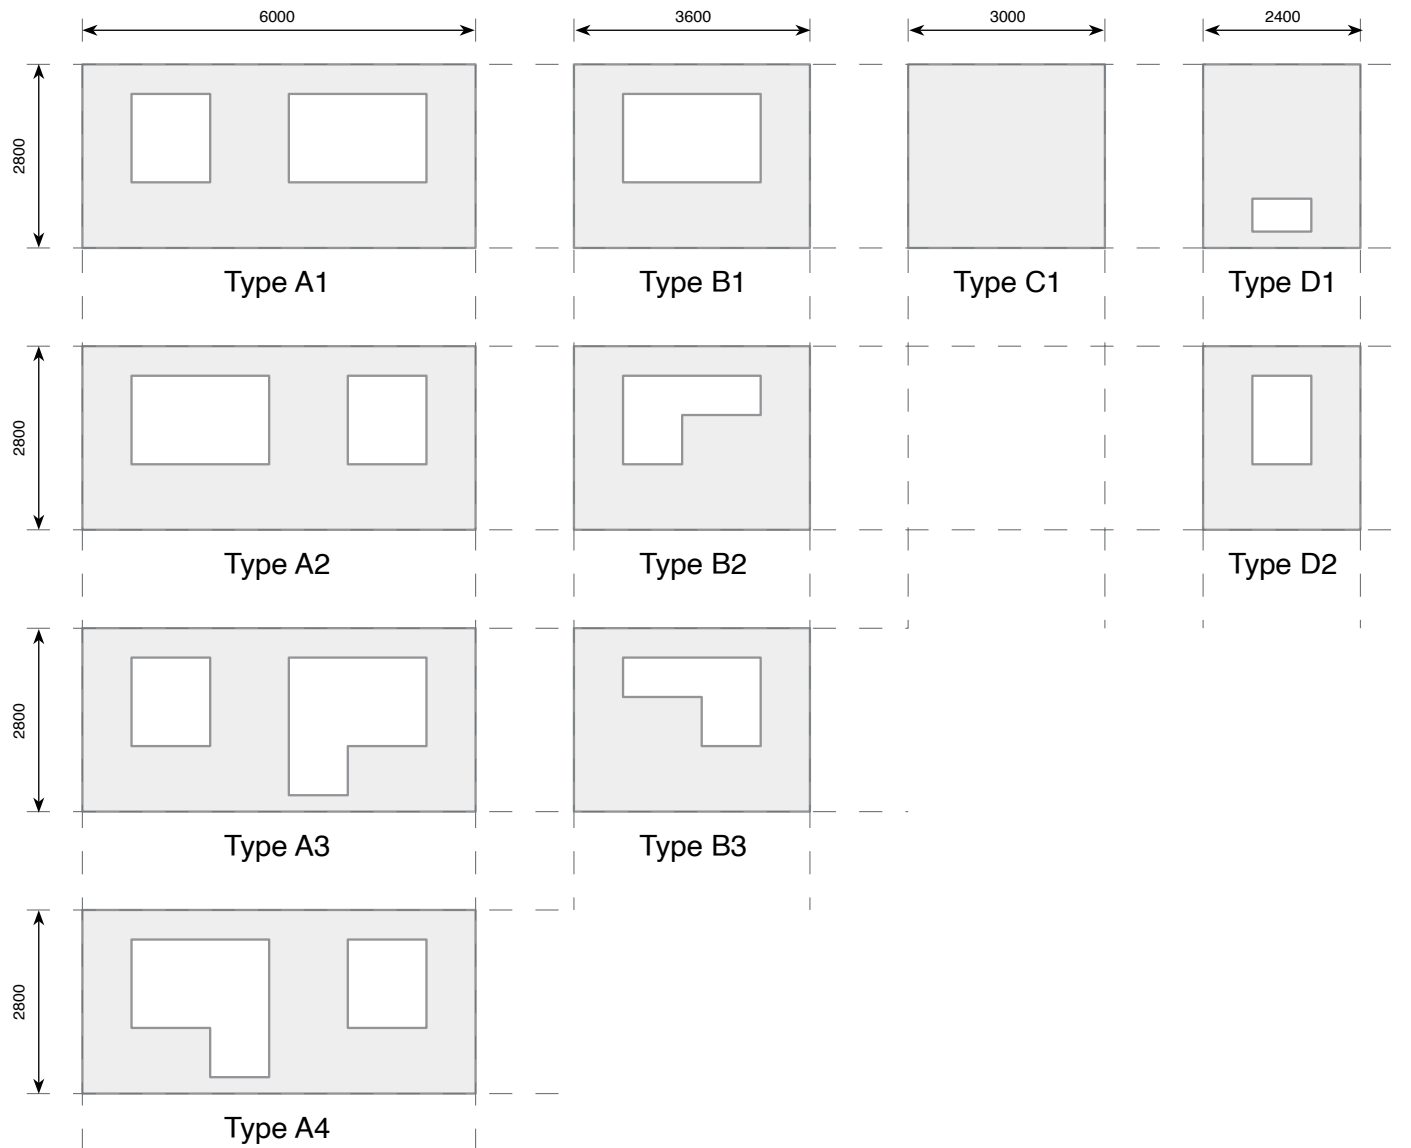 6000
3600
3000
2400
2800
Type A1
Type B1
Type C1
Type D1
2800
Type A2
Type B2
Type D2
2800
Type A3
Type B3
2800
Type A4